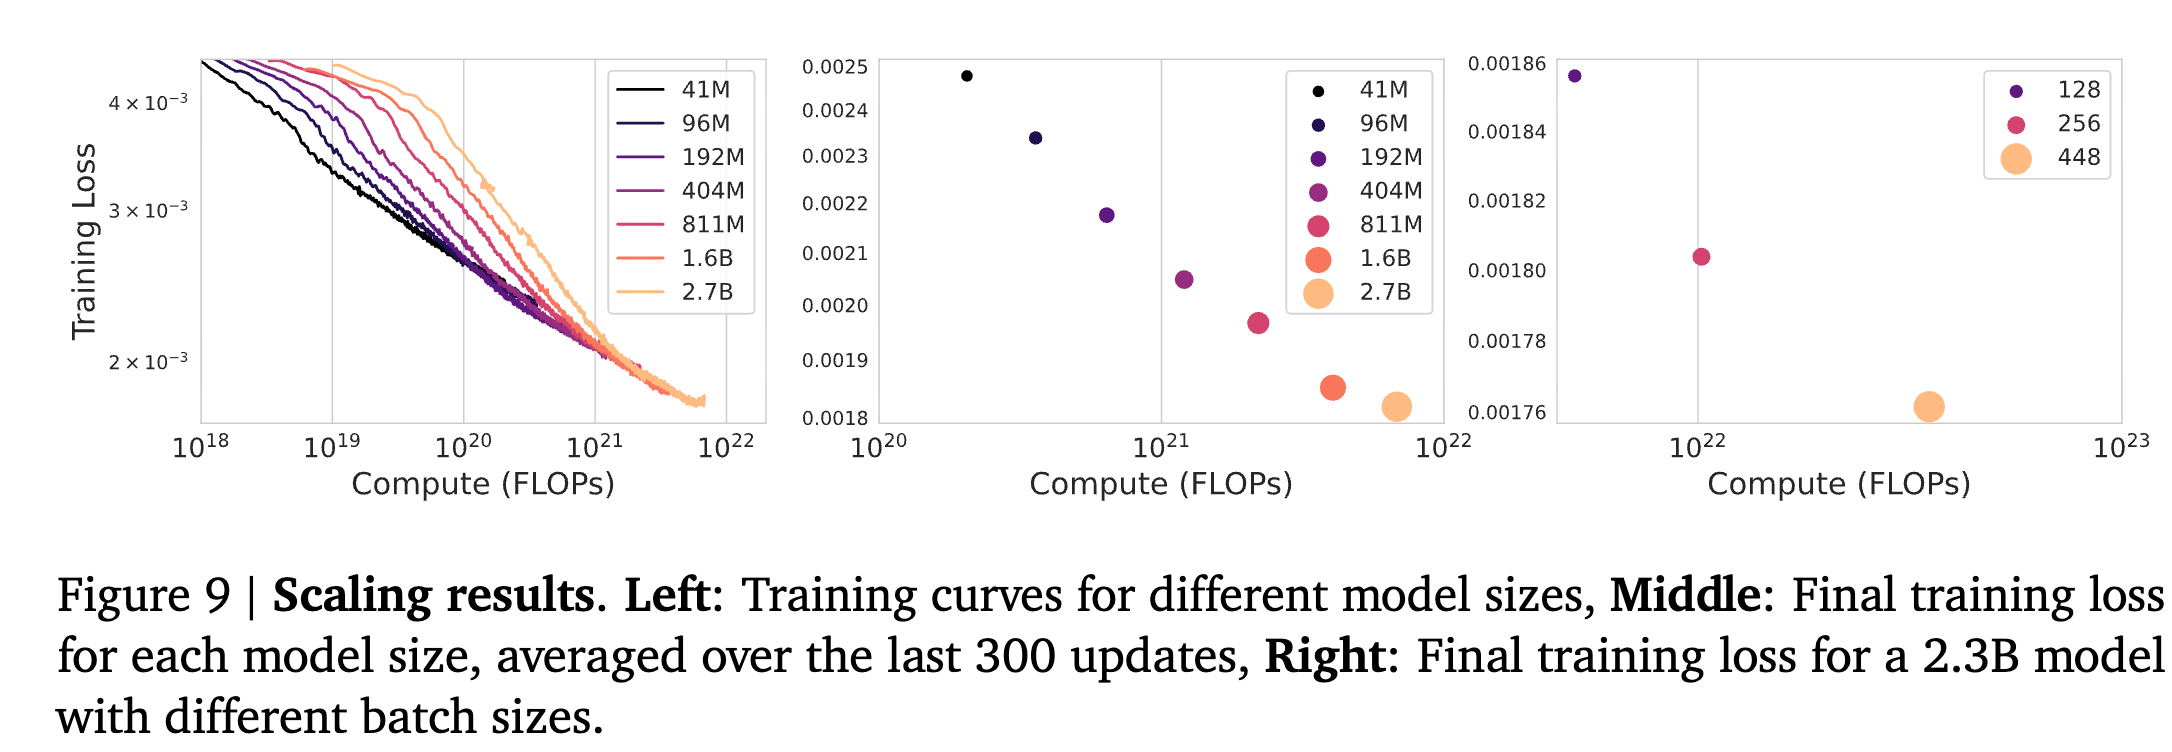 Training Loss
4 × 10⁻³
3 × 10⁻³
2 × 10⁻³
10¹⁸ 10¹⁹ 10²⁰ 10²¹ 10²²
Compute (FLOPs)
41M
96M
192M
404M
811M
1.6B
2.7B
0.0025
0.0024
0.0023
0.0022
0.0021
0.0020
0.0019
0.0018
10²⁰ 10²¹ 10²²
Compute (FLOPs)
41M
96M
192M
404M
811M
1.6B
2.7B
0.00186
0.00184
0.00182
0.00180
0.00178
0.00176
10²² 10²³
Compute (FLOPs)
128
256
448
Figure 9 | Scaling results. Left: Training curves for different model sizes, Middle: Final training loss
for each model size, averaged over the last 300 updates, Right: Final training loss for a 2.3B model
with different batch sizes.